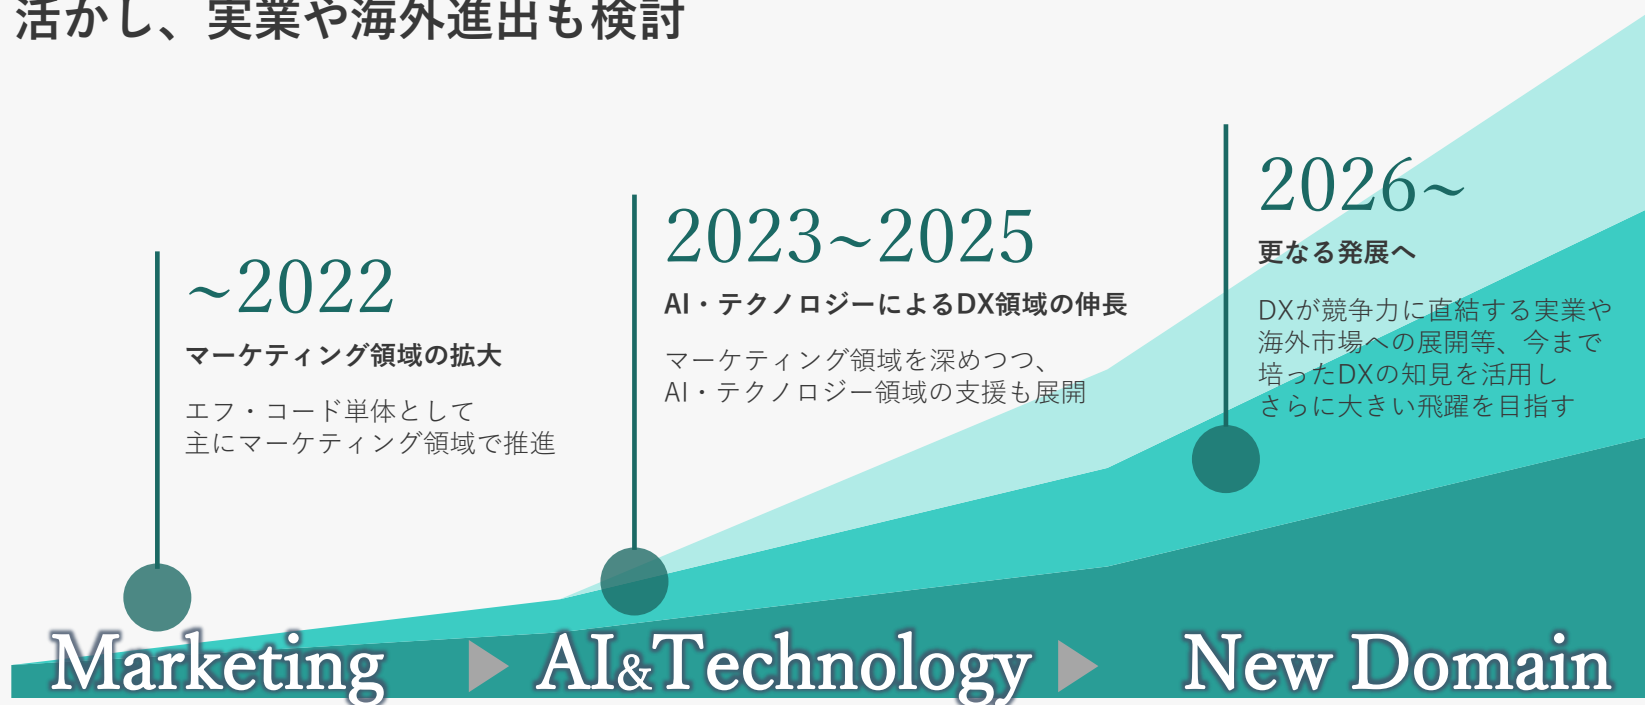 活かし、実業や海外進出も検討
~2022
マーケティング領域の拡大
エフ・コード単体として
主にマーケティング領域で推進
2023~2025
AI・テクノロジーによるDX領域の伸長
マーケティング領域を深めつつ、
AI・テクノロジー領域の支援も展開
2026~
更なる発展へ
DXが競争力に直結する実業や
海外市場への展開等、今まで
培ったDXの知見を活用し
さらに大きい飛躍を目指す
Marketing
AI&Technology
New Domain